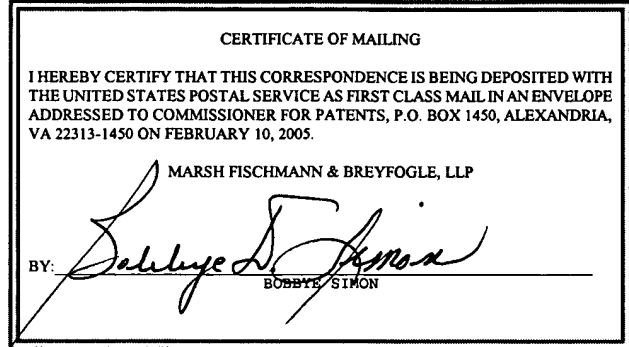 CERTIFICATE OF MAILING
I HEREBY CERTIFY THAT THIS CORRESPONDENCE IS BEING DEPOSITED WITH
THE UNITED STATES POSTAL SERVICE AS FIRST CLASS MAIL IN AN ENVELOPE
ADDRESSED TO COMMISSIONER FOR PATENTS, P.O. BOX 1450, ALEXANDRIA,
VA 22313-1450 ON FEBRUARY 10, 2005.
MARSH FISCHMANN & BREYFOGLE, LLP
BY: Bobbye D. Simon
BOBBYE SIMON